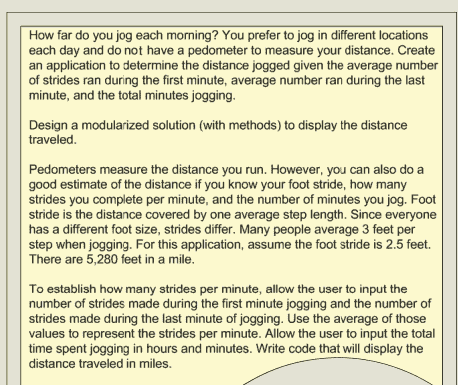 How far do you jog each morning? You prefer to jog in different locations
each day and do not have a pedometer to measure your distance. Create
an application to determine the distance jogged given the average number
of strides ran during the first minute, average number ran during the last
minute, and the total minutes jogging.
Design a modularized solution (with methods) to display the distance
traveled.
Pedometers measure the distance you run. However, you can also do a
good estimate of the distance if you know your foot stride, how many
strides you complete per minute, and the number of minutes you jog. Foot
stride is the distance covered by one average step length. Since everyone
has a different foot size, strides differ. Many people average 3 feet per
step when jogging. For this application, assume the foot stride is 2.5 feet.
There are 5,280 feet in a mile.
To establish how many strides per minute, allow the user to input the
number of strides made during the first minute jogging and the number of
strides made during the last minute of jogging. Use the average of those
values to represent the strides per minute. Allow the user to input the total
time spent jogging in hours and minutes. Write code that will display the
distance traveled in miles.